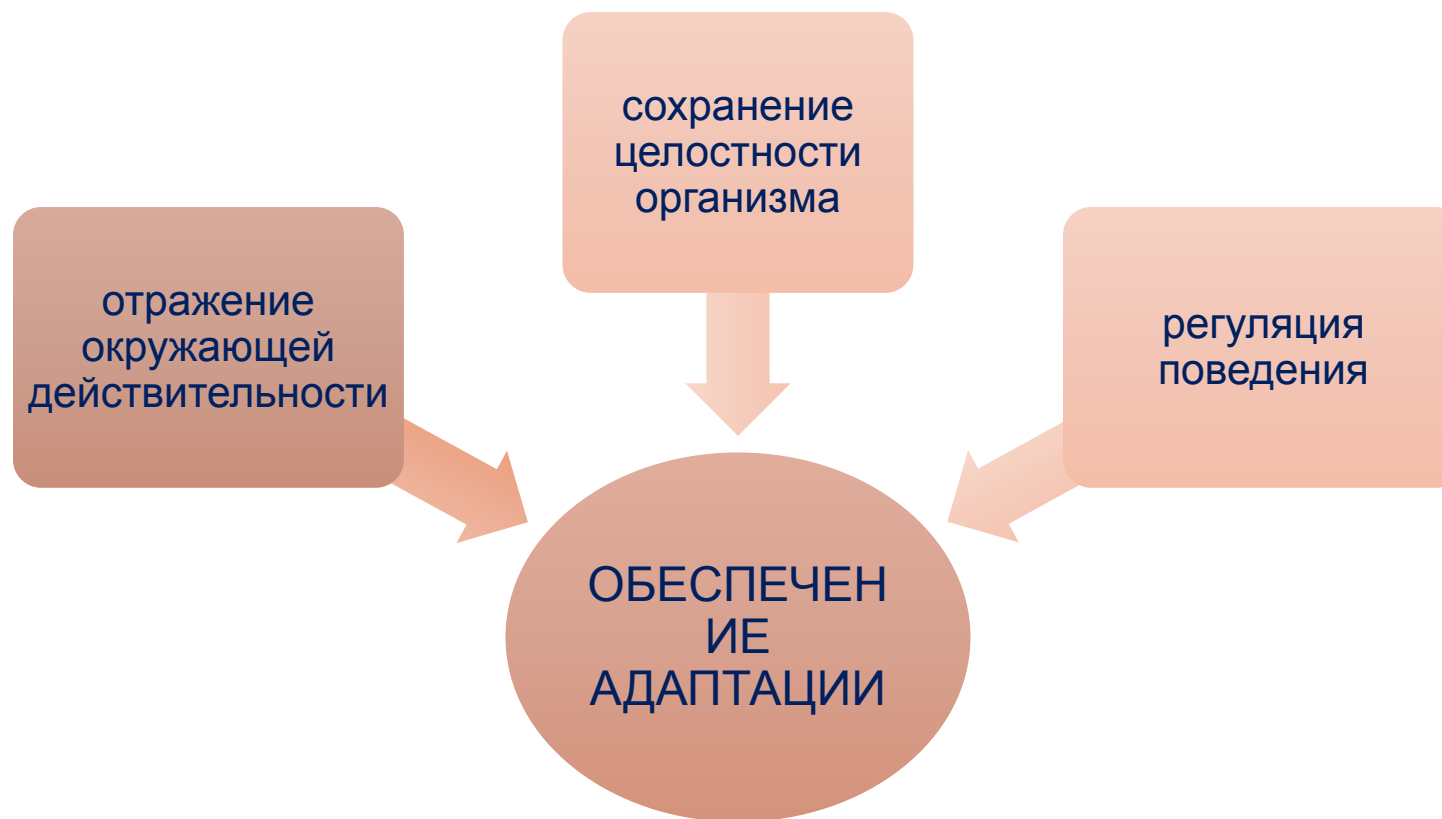 сохранение
целостности
организма
отражение
окружающей
действительности
регуляция
поведения
ОБЕСПЕЧЕН
ИЕ
АДАПТАЦИИ